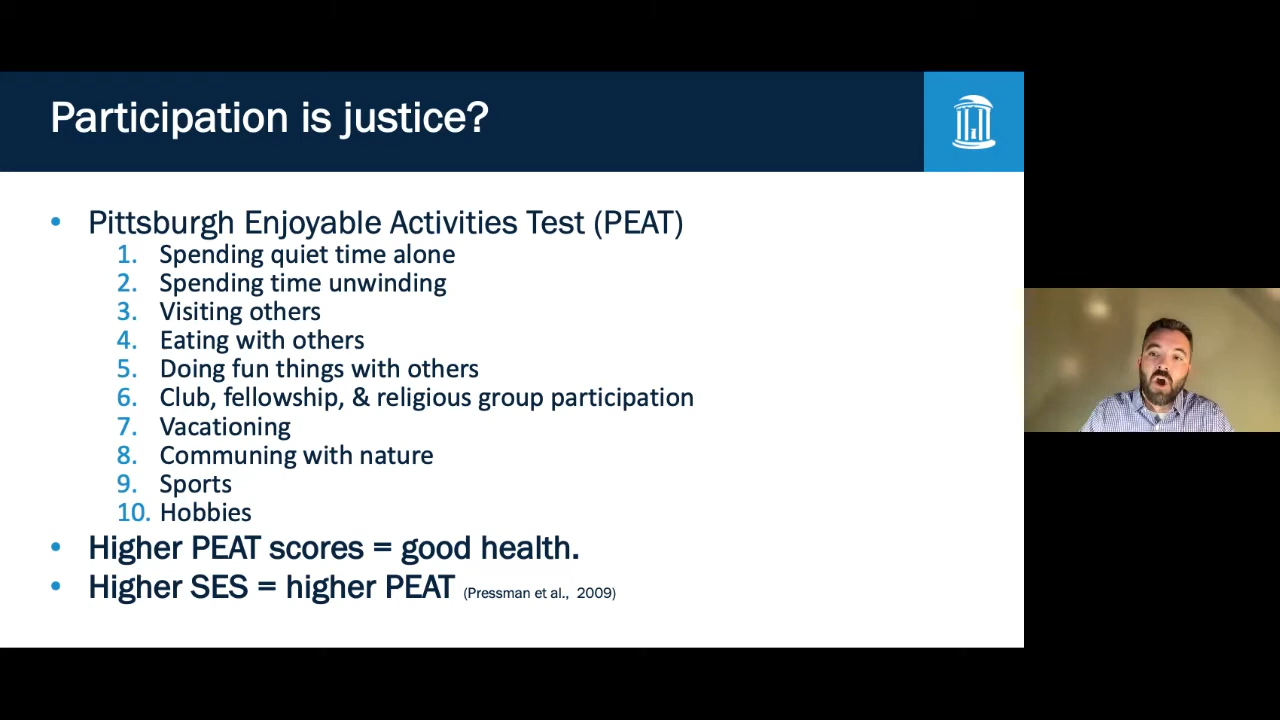 Participation is justice?
• Pittsburgh Enjoyable Activities Test (PEAT)
1. Spending quiet time alone
2. Spending time unwinding
3. Visiting others
4. Eating with others
5. Doing fun things with others
6. Club, fellowship, & religious group participation
7. Vacationing
8. Communing with nature
9. Sports
10. Hobbies
• Higher PEAT scores = good health.
• Higher SES = higher PEAT (Pressman et al., 2009)